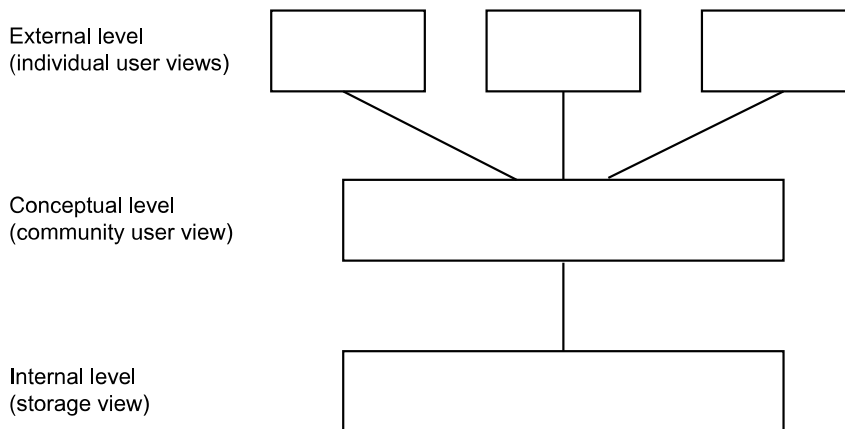 External level
(individual user views)
Conceptual level
(community user view)
Internal level
(storage view)